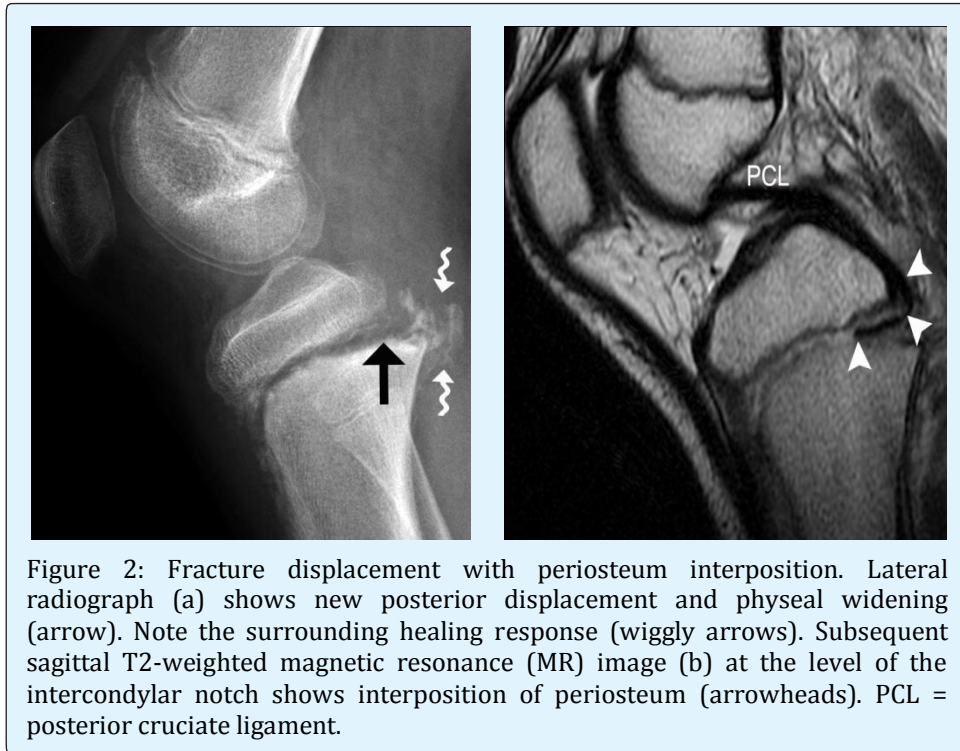 PCL
Figure 2: Fracture displacement with periosteum interposition. Lateral
radiograph (a) shows new posterior displacement and physeal widening
(arrow). Note the surrounding healing response (wiggly arrows). Subsequent
sagittal T2-weighted magnetic resonance (MR) image (b) at the level of the
intercondylar notch shows interposition of periosteum (arrowheads). PCL =
posterior cruciate ligament.